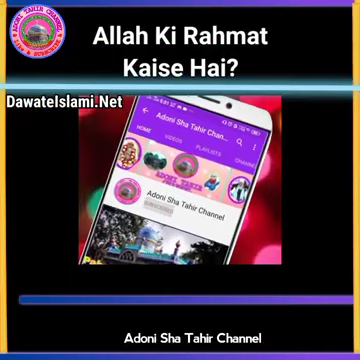 Allah Ki Rahmat
Kaise Hai?
DawateIslami.Net
Adoni Sha Tahir Chan...
HOME
VIDEOS
PLAYLISTS
CHANNE
Adoni Sha Tahir Channel
Adoni Sha Tahir Channel